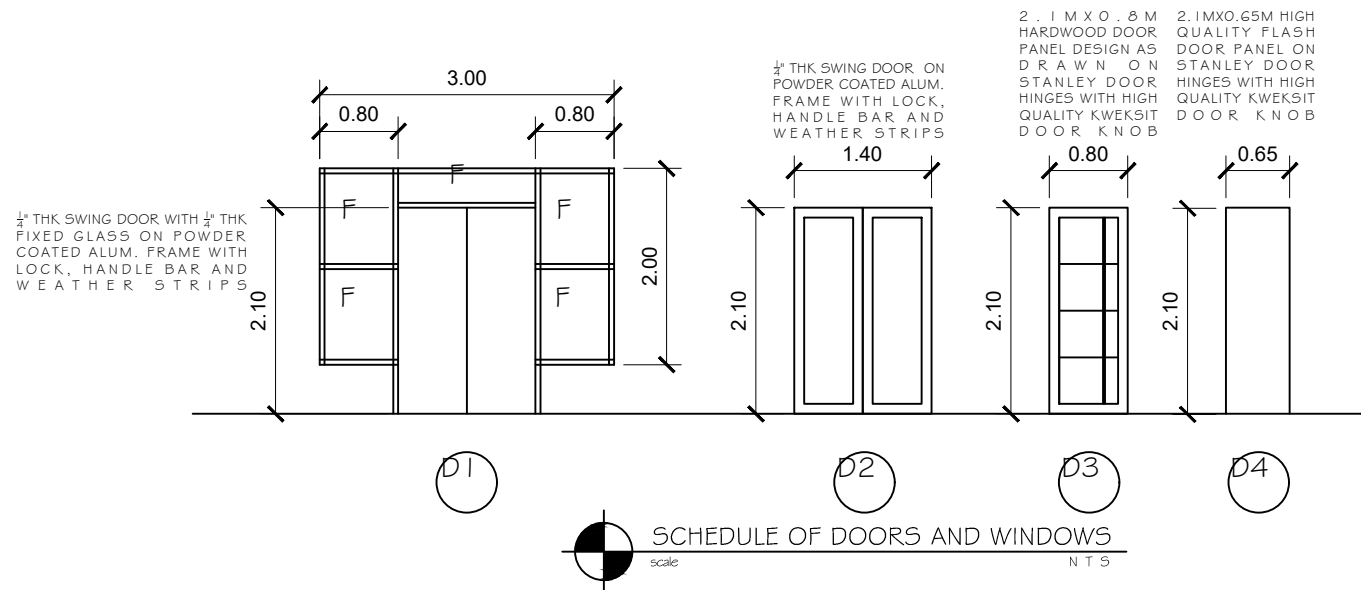 3.00
0.80
0.80
F
F
F
F
F
2.00
2.10
¼" THK SWING DOOR WITH ¼" THK
FIXED GLASS ON POWDER
COATED ALUM. FRAME WITH
LOCK, HANDLE BAR AND
WEATHER STRIPS
D1
¼" THK SWING DOOR ON
POWDER COATED ALUM.
FRAME WITH LOCK,
HANDLE BAR AND
WEATHER STRIPS
1.40
2.10
D2
2.1MX0.8M
HARDWOOD DOOR
PANEL DESIGN AS
DRAWN ON
STANLEY DOOR
HINGES WITH HIGH
QUALITY KWEKSIT
DOOR KNOB
0.80
2.10
D3
2.1MX0.65M HIGH
QUALITY FLASH
DOOR PANEL ON
STANLEY DOOR
HINGES WITH HIGH
QUALITY KWEKSIT
DOOR KNOB
0.65
2.10
D4
SCHEDULE OF DOORS AND WINDOWS
scale NTS